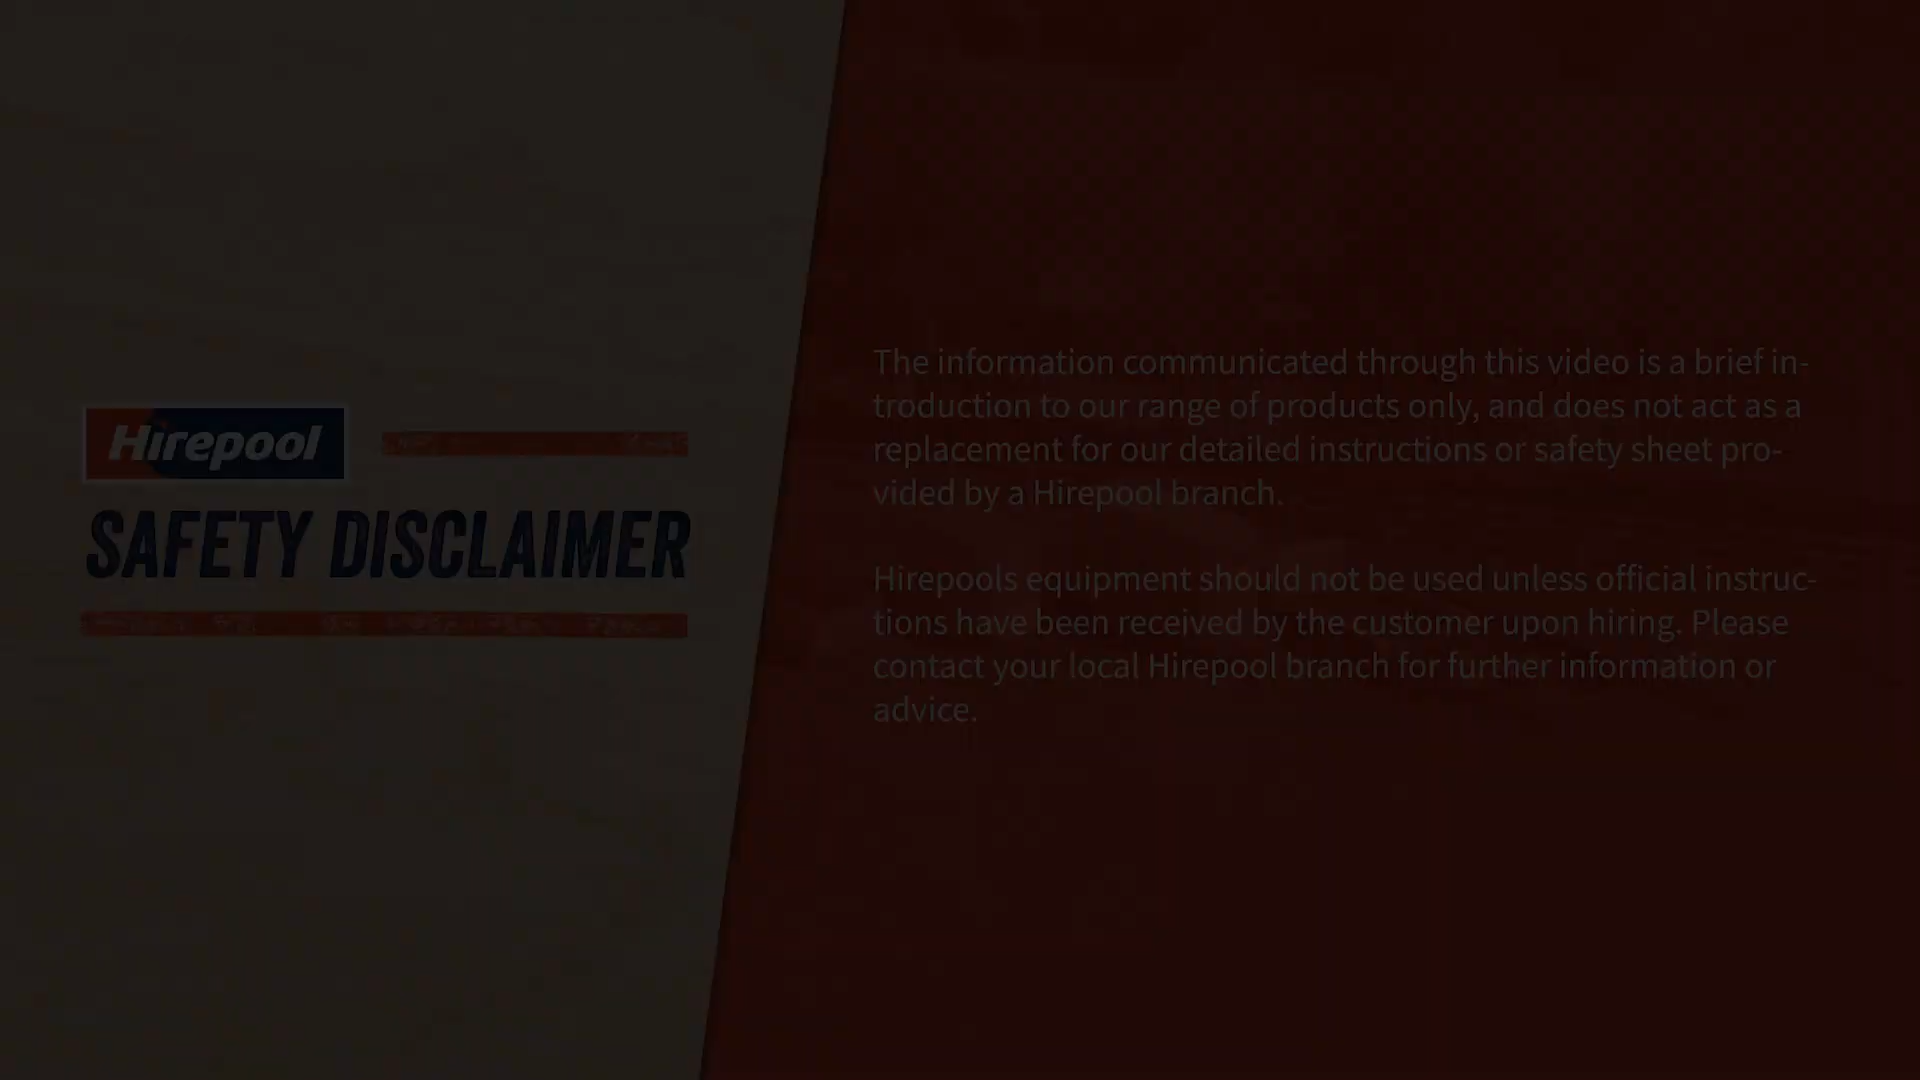 Hirepool
SAFETY DISCLAIMER
The information communicated through this video is a brief in-
troduction to our range of products only, and does not act as a
replacement for our detailed instructions or safety sheet pro-
vided by a Hirepool branch.
Hirepools equipment should not be used unless official instruc-
tions have been received by the customer upon hiring. Please
contact your local Hirepool branch for further information or
advice.